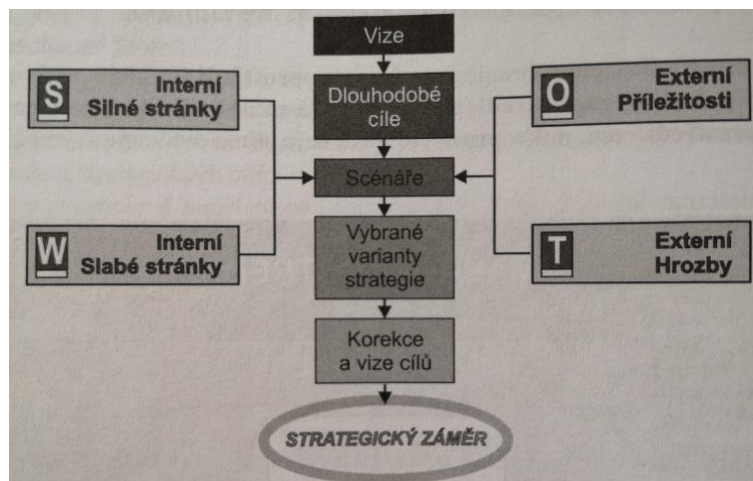 Vize
Dlouhodobé
cíle
Scénáře
Vybrané
varianty
strategie
Korekce
a vize cílů
STRATEGICKÝ ZÁMĚR
S
Interní
Silné stránky
W
Interní
Slabé stránky
O
Externí
Příležitosti
T
Externí
Hrozby